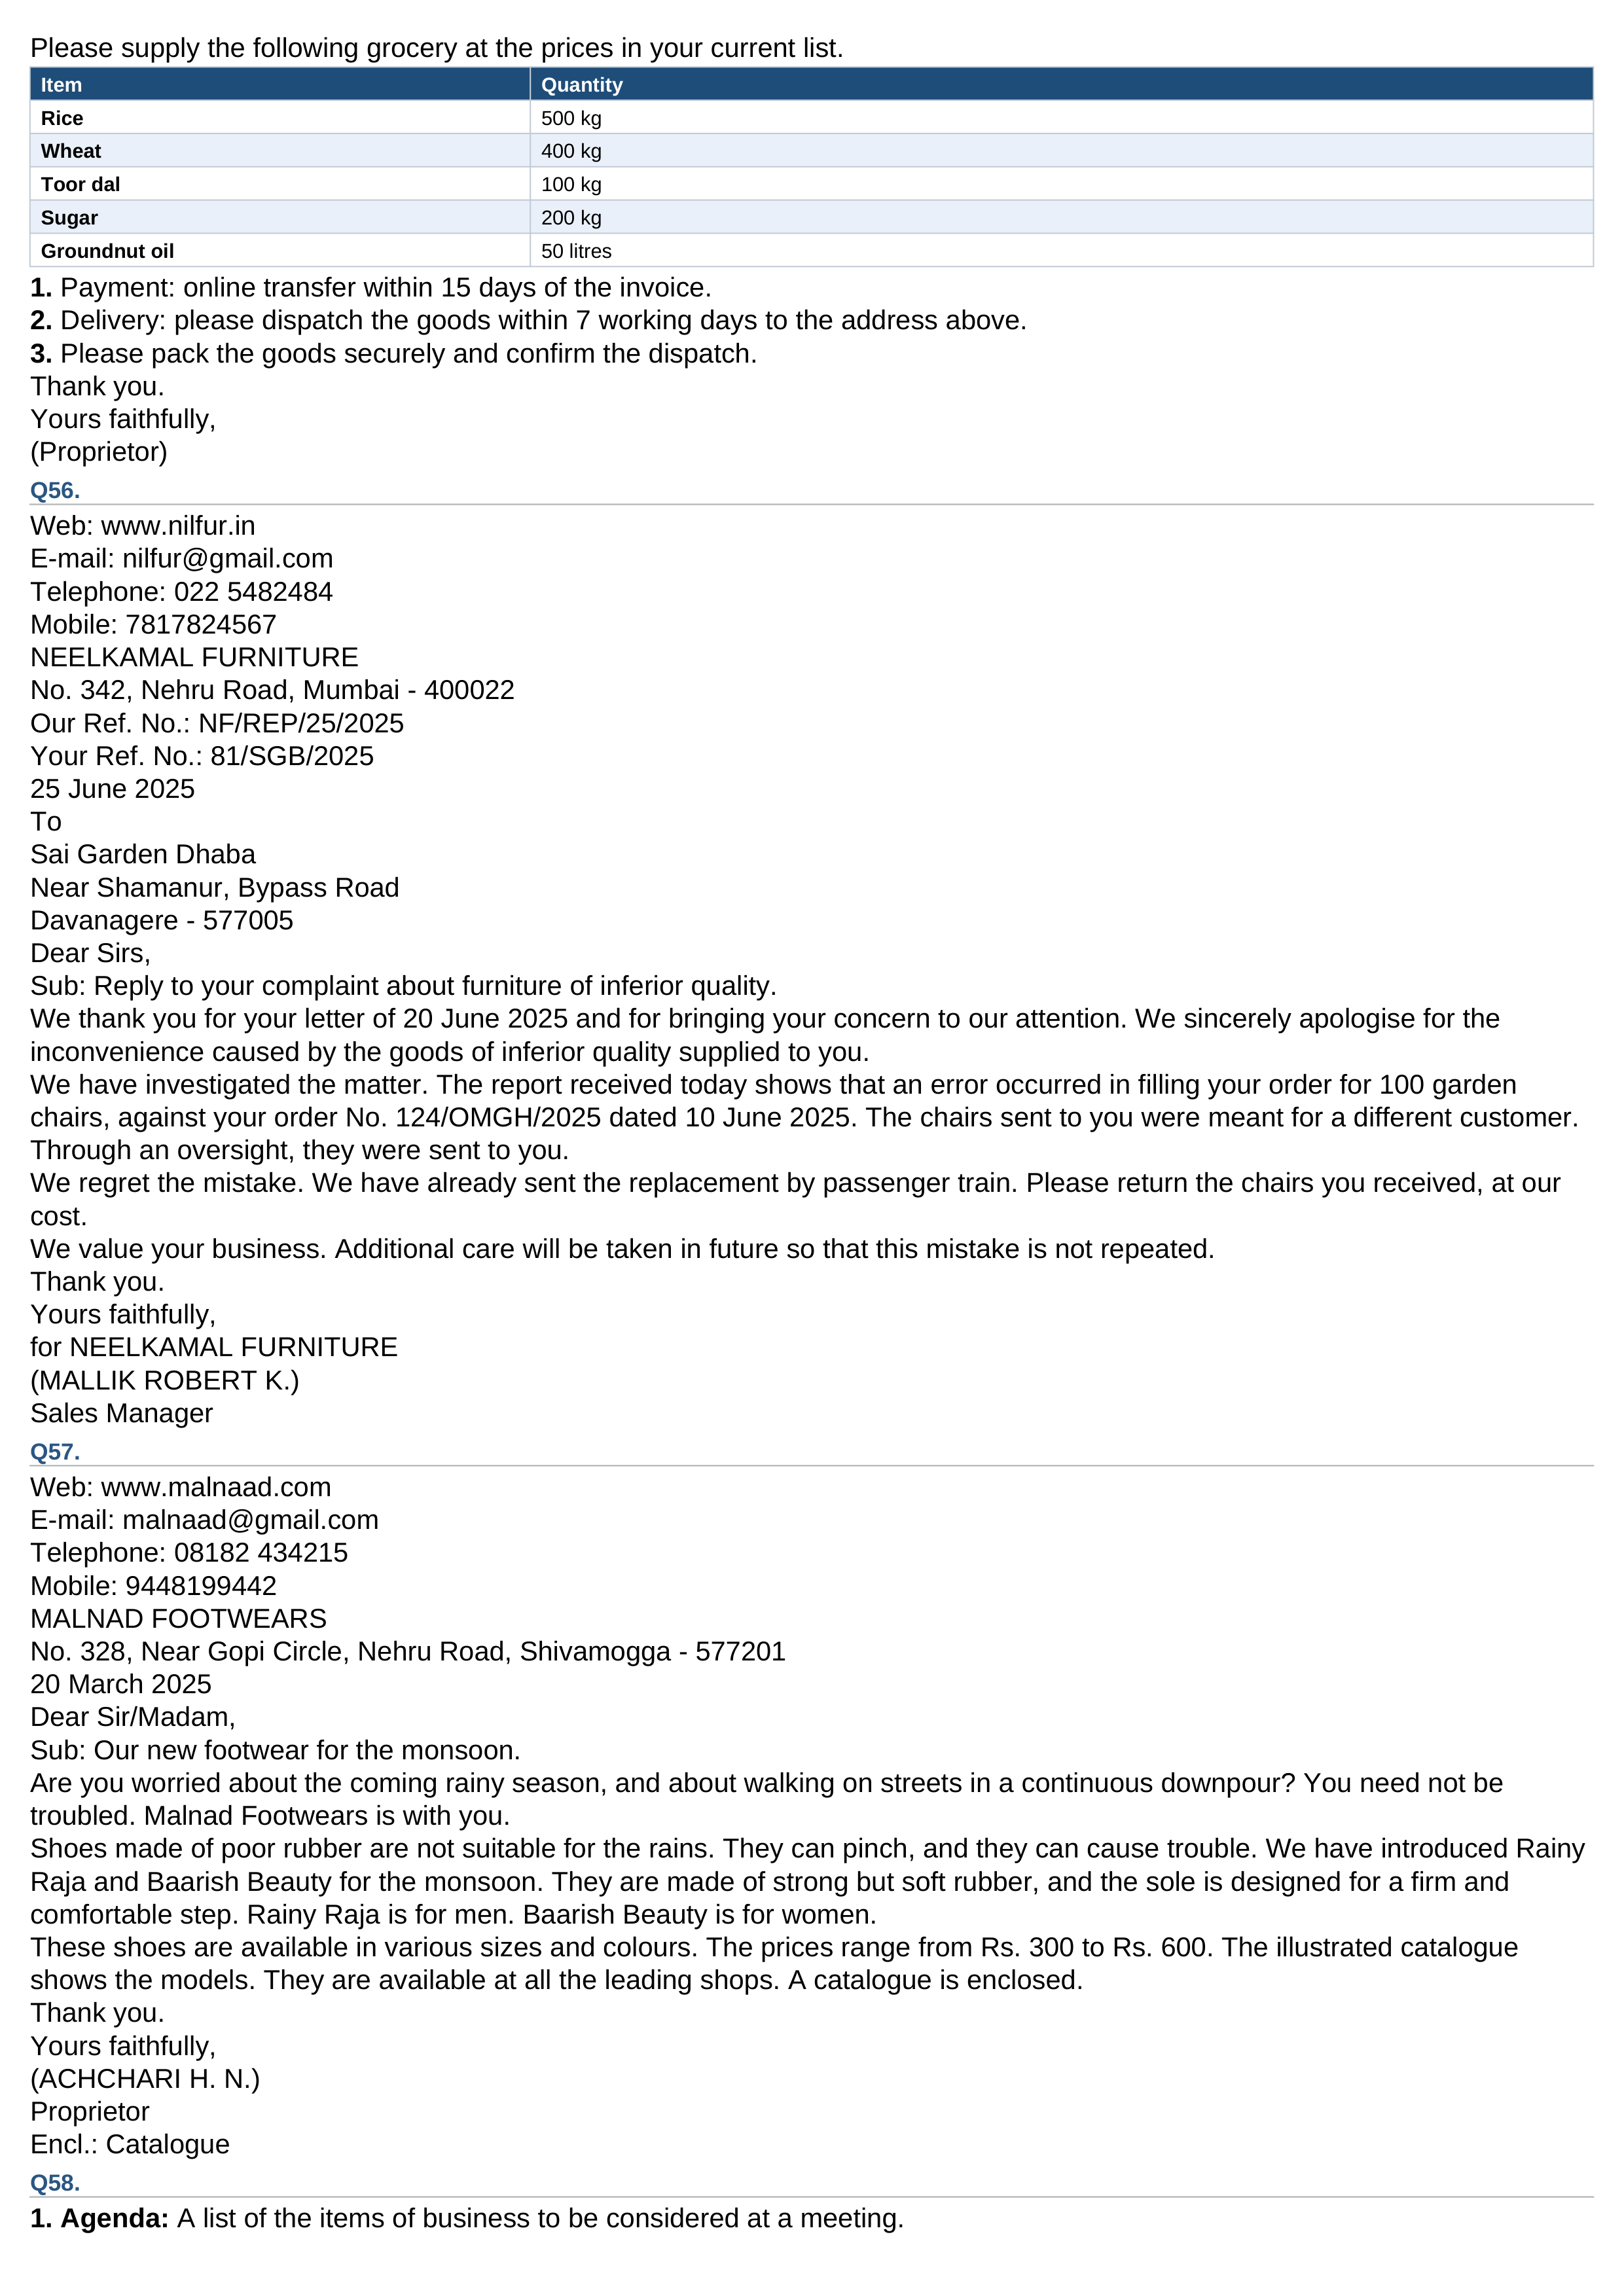 Please supply the following grocery at the prices in your current list.
Item Quantity
Rice 500 kg
Wheat 400 kg
Toor dal 100 kg
Sugar 200 kg
Groundnut oil 50 litres
1. Payment: online transfer within 15 days of the invoice.
2. Delivery: please dispatch the goods within 7 working days to the address above.
3. Please pack the goods securely and confirm the dispatch.
Thank you.
Yours faithfully,
(Proprietor)
Q56.
Web: www.nilfur.in
E-mail: nilfur@gmail.com
Telephone: 022 5482484
Mobile: 7817824567
NEELKAMAL FURNITURE
No. 342, Nehru Road, Mumbai - 400022
Our Ref. No.: NF/REP/25/2025
Your Ref. No.: 81/SGB/2025
25 June 2025
To
Sai Garden Dhaba
Near Shamanur, Bypass Road
Davanagere - 577005
Dear Sirs,
Sub: Reply to your complaint about furniture of inferior quality.
We thank you for your letter of 20 June 2025 and for bringing your concern to our attention. We sincerely apologise for the
inconvenience caused by the goods of inferior quality supplied to you.
We have investigated the matter. The report received today shows that an error occurred in filling your order for 100 garden
chairs, against your order No. 124/OMGH/2025 dated 10 June 2025. The chairs sent to you were meant for a different customer.
Through an oversight, they were sent to you.
We regret the mistake. We have already sent the replacement by passenger train. Please return the chairs you received, at our
cost.
We value your business. Additional care will be taken in future so that this mistake is not repeated.
Thank you.
Yours faithfully,
for NEELKAMAL FURNITURE
(MALLIK ROBERT K.)
Sales Manager
Q57.
Web: www.malnaad.com
E-mail: malnaad@gmail.com
Telephone: 08182 434215
Mobile: 9448199442
MALNAD FOOTWEARS
No. 328, Near Gopi Circle, Nehru Road, Shivamogga - 577201
20 March 2025
Dear Sir/Madam,
Sub: Our new footwear for the monsoon.
Are you worried about the coming rainy season, and about walking on streets in a continuous downpour? You need not be
troubled. Malnad Footwears is with you.
Shoes made of poor rubber are not suitable for the rains. They can pinch, and they can cause trouble. We have introduced Rainy
Raja and Baarish Beauty for the monsoon. They are made of strong but soft rubber, and the sole is designed for a firm and
comfortable step. Rainy Raja is for men. Baarish Beauty is for women.
These shoes are available in various sizes and colours. The prices range from Rs. 300 to Rs. 600. The illustrated catalogue
shows the models. They are available at all the leading shops. A catalogue is enclosed.
Thank you.
Yours faithfully,
(ACHCHARI H. N.)
Proprietor
Encl.: Catalogue
Q58.
1. Agenda: A list of the items of business to be considered at a meeting.